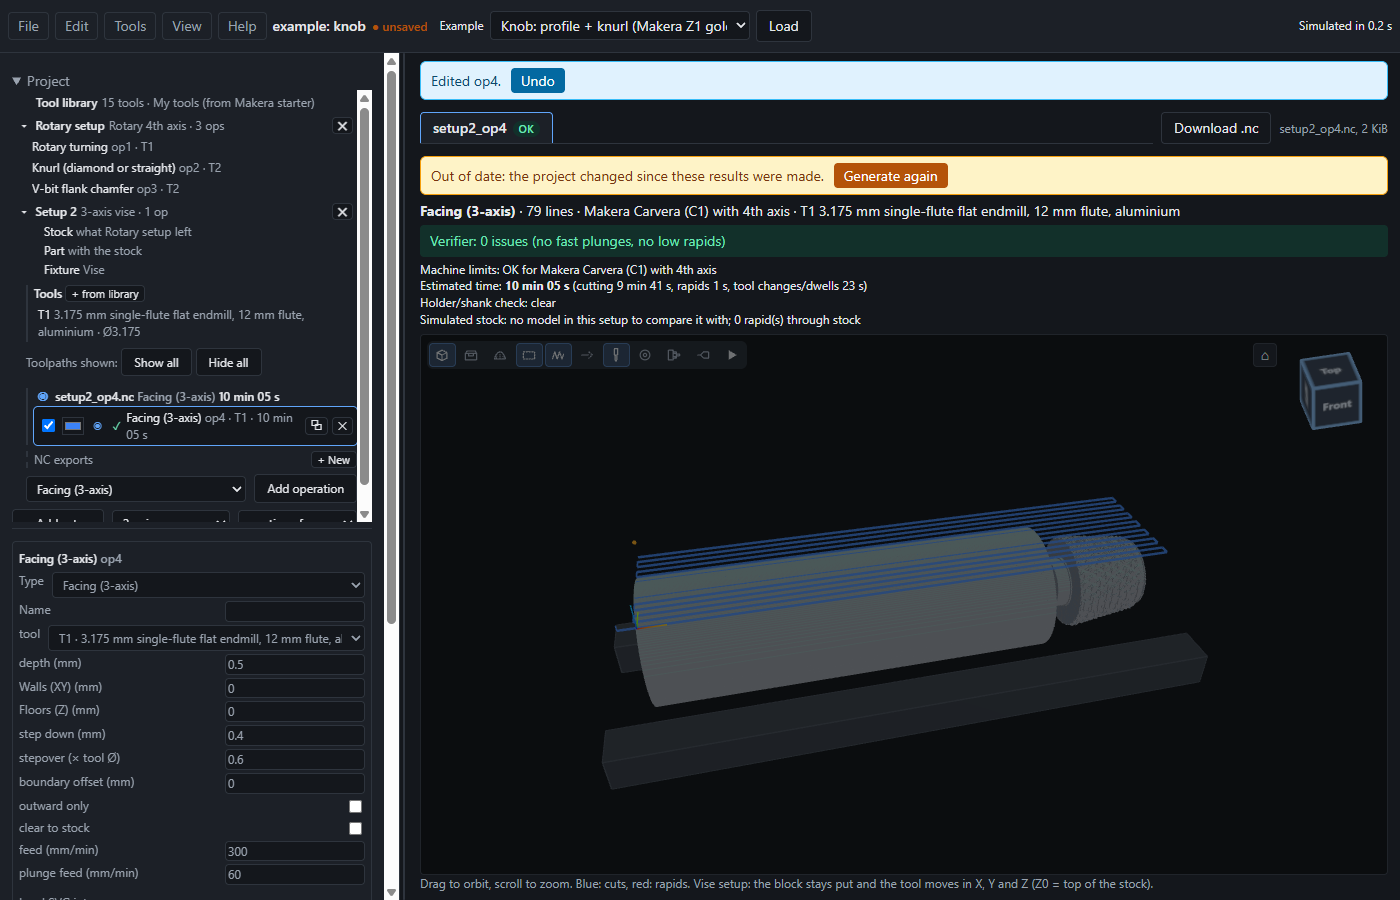 File Edit Tools View Help example: knob • unsaved Example Knob: profile + knurl (Makera Z1 gol Load Simulated in 0.2 s
Project
Tool library 15 tools · My tools (from Makera starter)
Rotary setup Rotary 4th axis · 3 ops
Rotary turning op1 · T1
Knurl (diamond or straight) op2 · T2
V-bit flank chamfer op3 · T2
Setup 2 3-axis vise · 1 op
Stock what Rotary setup left
Part with the stock
Fixture Vise
Tools + from library
T1 3.175 mm single-flute flat endmill, 12 mm flute,
aluminium · Ø3.175
Toolpaths shown: Show all Hide all
setup2_op4.nc Facing (3-axis) 10 min 05 s
Facing (3-axis) op4 · T1 · 10 min
05 s
NC exports + New
Facing (3-axis) Add operation
Facing (3-axis) op4
Type Facing (3-axis)
Name
tool T1 · 3.175 mm single-flute flat endmill, 12 mm flute, al
depth (mm) 0.5
Walls (XY) (mm) 0
Floors (Z) (mm) 0
step down (mm) 0.4
stepover (× tool Ø) 0.6
boundary offset (mm) 0
outward only
clear to stock
feed (mm/min) 300
plunge feed (mm/min) 60
Edited op4. Undo
setup2_op4 OK Download .nc setup2_op4.nc, 2 KiB
Out of date: the project changed since these results were made. Generate again
Facing (3-axis) · 79 lines · Makera Carvera (C1) with 4th axis · T1 3.175 mm single-flute flat endmill, 12 mm flute, aluminium
Verifier: 0 issues (no fast plunges, no low rapids)
Machine limits: OK for Makera Carvera (C1) with 4th axis
Estimated time: 10 min 05 s (cutting 9 min 41 s, rapids 1 s, tool changes/dwells 23 s)
Holder/shank check: clear
Simulated stock: no model in this setup to compare it with; 0 rapid(s) through stock
Top
Front
Drag to orbit, scroll to zoom. Blue: cuts, red: rapids. Vise setup: the block stays put and the tool moves in X, Y and Z (Z0 = top of the stock).